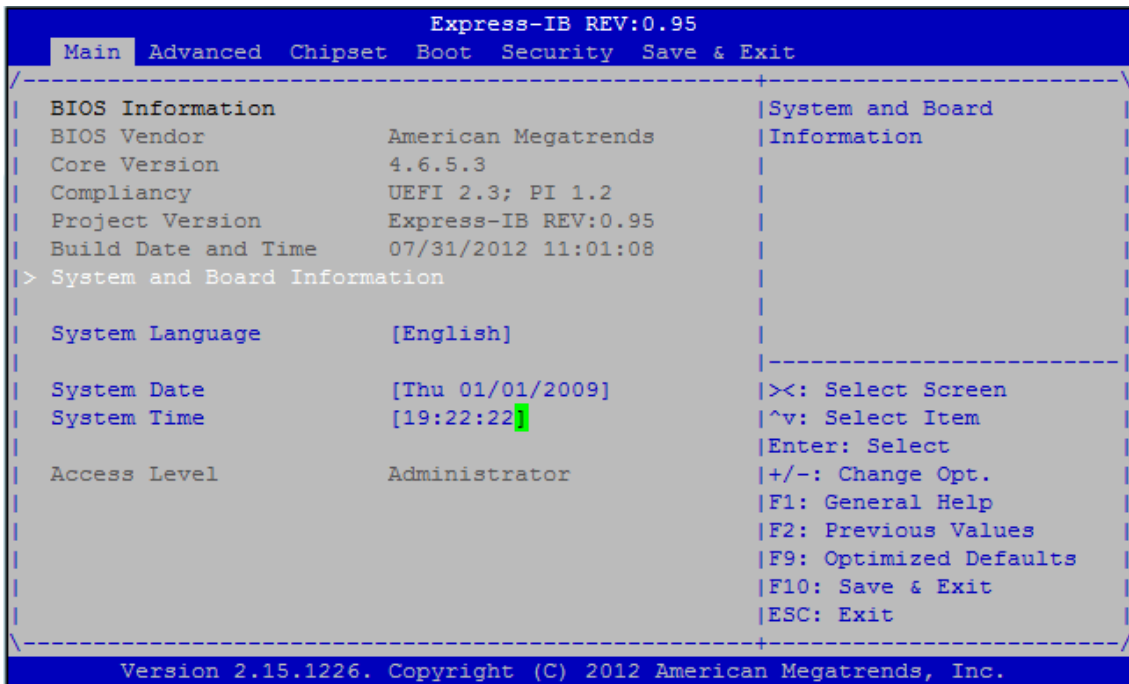 Express-IB REV:0.95
Main Advanced Chipset Boot Security Save & Exit
BIOS Information
BIOS Vendor American Megatrends
Core Version 4.6.5.3
Compliancy UEFI 2.3; PI 1.2
Project Version Express-IB REV:0.95
Build Date and Time 07/31/2012 11:01:08
> System and Board Information
System Language [English]
System Date [Thu 01/01/2009]
System Time [19:22:22]
Access Level Administrator
System and Board
Information
><: Select Screen
^v: Select Item
Enter: Select
+/-: Change Opt.
F1: General Help
F2: Previous Values
F9: Optimized Defaults
F10: Save & Exit
ESC: Exit
Version 2.15.1226. Copyright (C) 2012 American Megatrends, Inc.